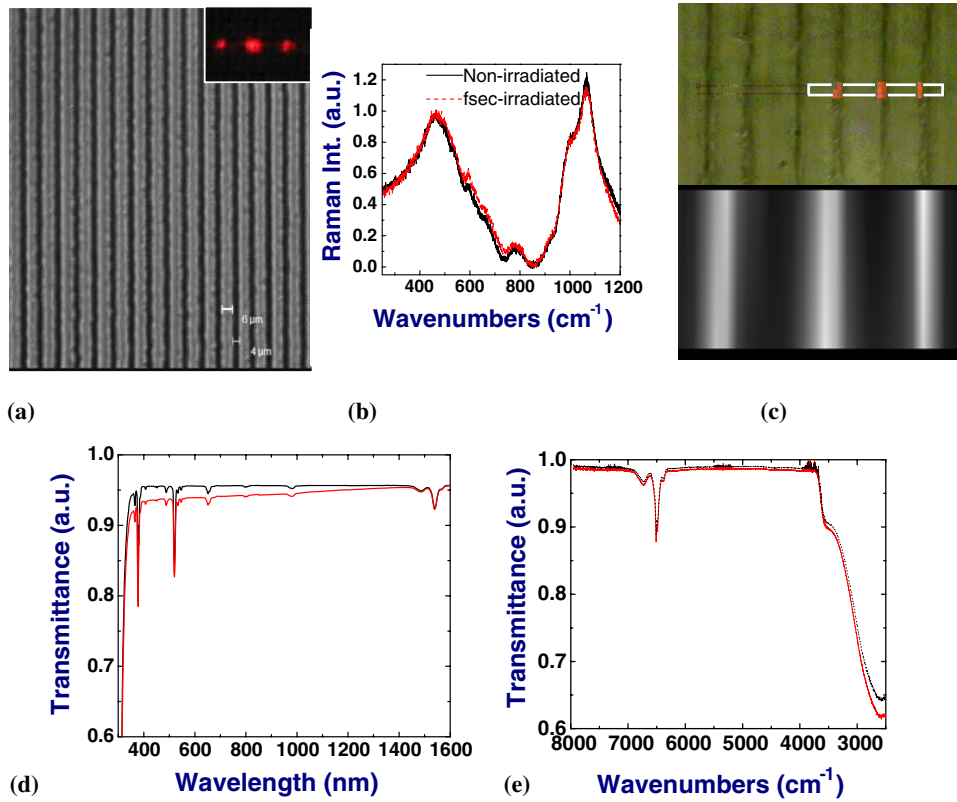 6 μm
4 μm
(a)
Raman Int. (a.u.)
1.2
1.0
0.8
0.6
0.4
0.2
0.0
Non-irradiated
fsec-irradiated
400 600 800 1000 1200
Wavenumbers (cm⁻¹)
(b)
(c)
Transmittance (a.u.)
1.0
0.9
0.8
0.7
0.6
400 600 800 1000 1200 1400 1600
Wavelength (nm)
(d)
Transmittance (a.u.)
1.0
0.9
0.8
0.7
0.6
8000 7000 6000 5000 4000 3000
Wavenumbers (cm⁻¹)
(e)